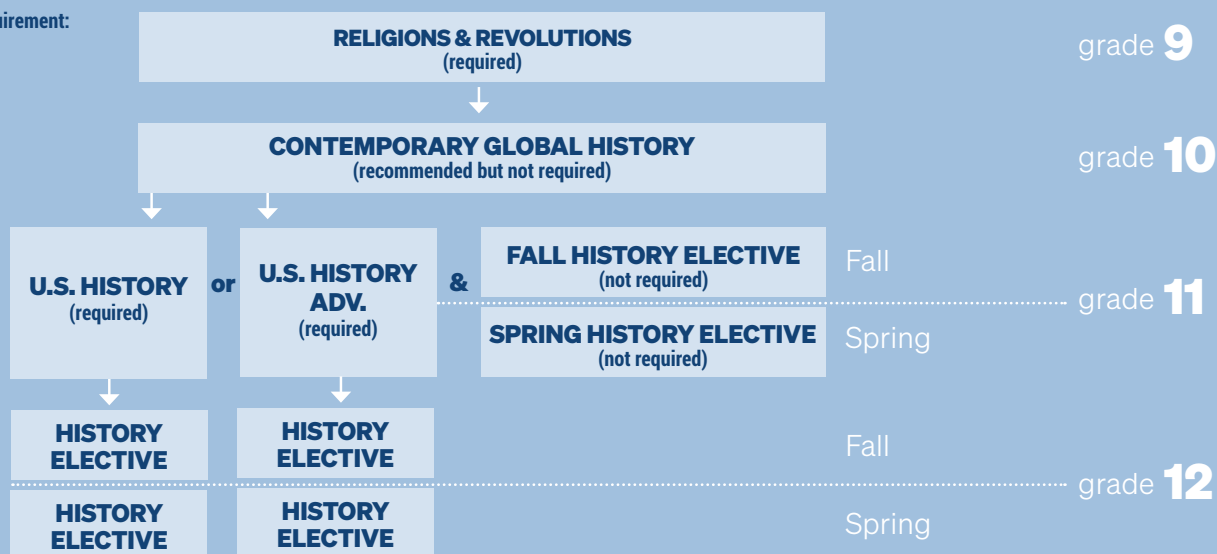 RELIGIONS & REVOLUTIONS
(required)
grade 9
CONTEMPORARY GLOBAL HISTORY
(recommended but not required)
grade 10
U.S. HISTORY
(required)
or
U.S. HISTORY
ADV.
(required)
&
FALL HISTORY ELECTIVE
(not required)
SPRING HISTORY ELECTIVE
(not required)
Fall
grade 11
Spring
HISTORY
ELECTIVE
HISTORY
ELECTIVE
Fall
grade 12
HISTORY
ELECTIVE
HISTORY
ELECTIVE
Spring